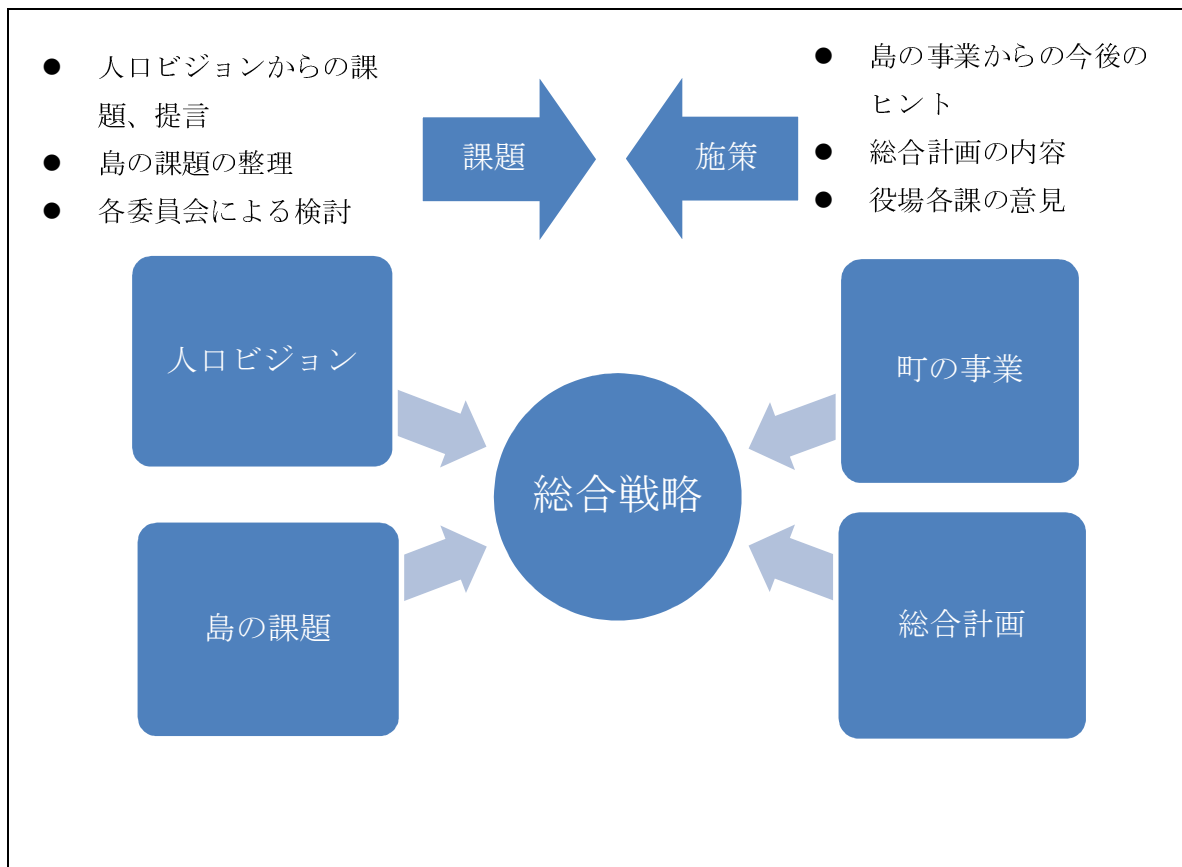 ● 人口ビジョンからの課
題、提言
● 島の課題の整理
● 各委員会による検討
課題
施策
● 島の事業からの今後の
ヒント
● 総合計画の内容
● 役場各課の意見
人口ビジョン
町の事業
総合戦略
島の課題
総合計画